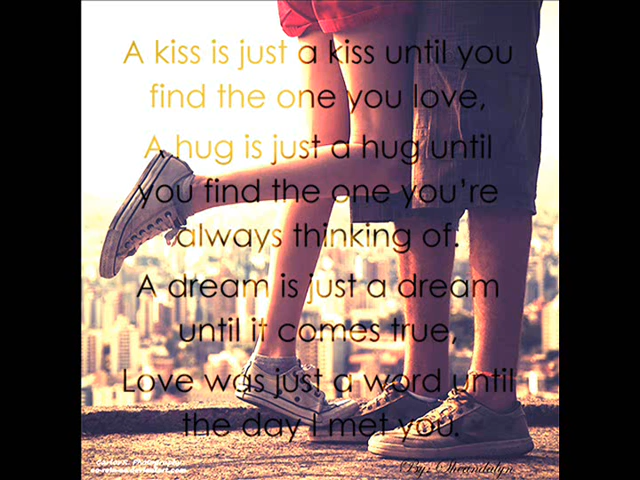 A kiss is just a kiss until you
find the one you love,
A hug is just a hug until
you find the one you're
always thinking of.
A dream is just a dream
until it comes true,
Love was just a word until
the day I met you.
Photography
By: